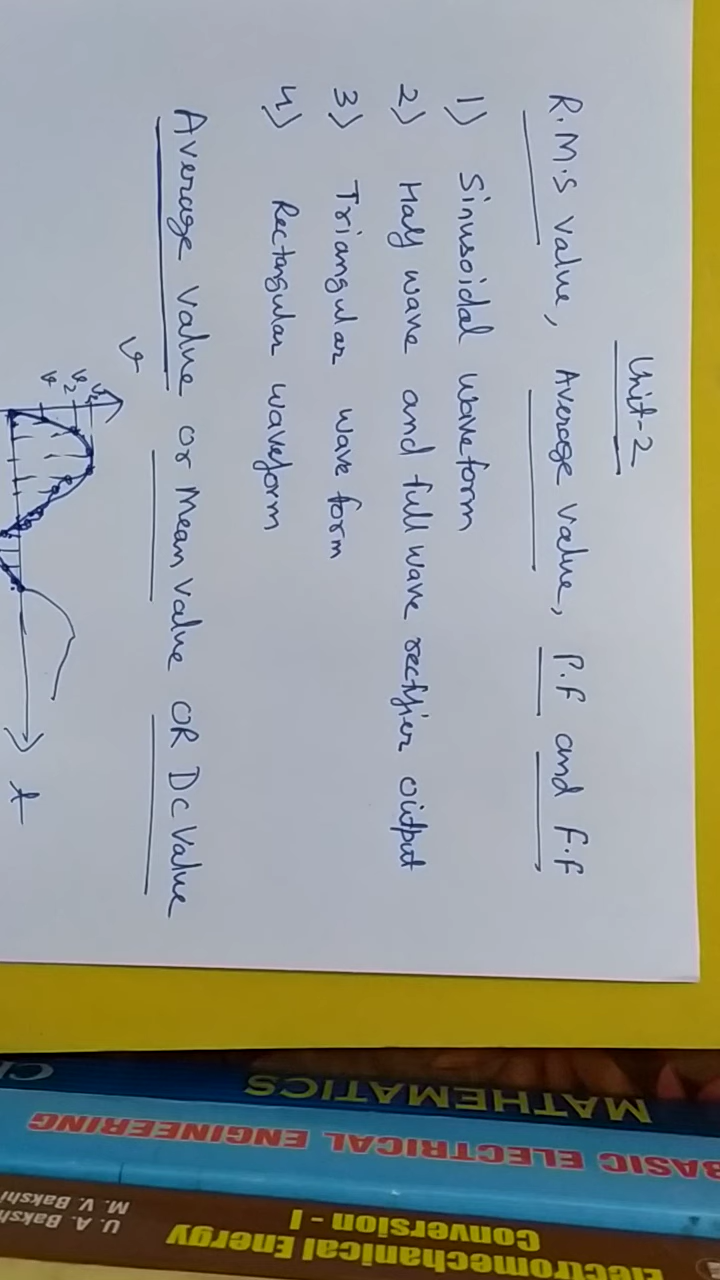 Unit-2
R.M.S value, Average value, P.F and F.F
1) Sinusoidal waveform
2) Half wave and full wave rectifier output
3) Triangular wave form
4) Rectangular waveform
Average value or Mean value OR DC Value
v
v1
v2
v
t
MATHEMATICS
BASIC ELECTRICAL ENGINEERING
Electromechanical Energy
Conversion - I
U. A. Bakshi
M. V. Bakshi